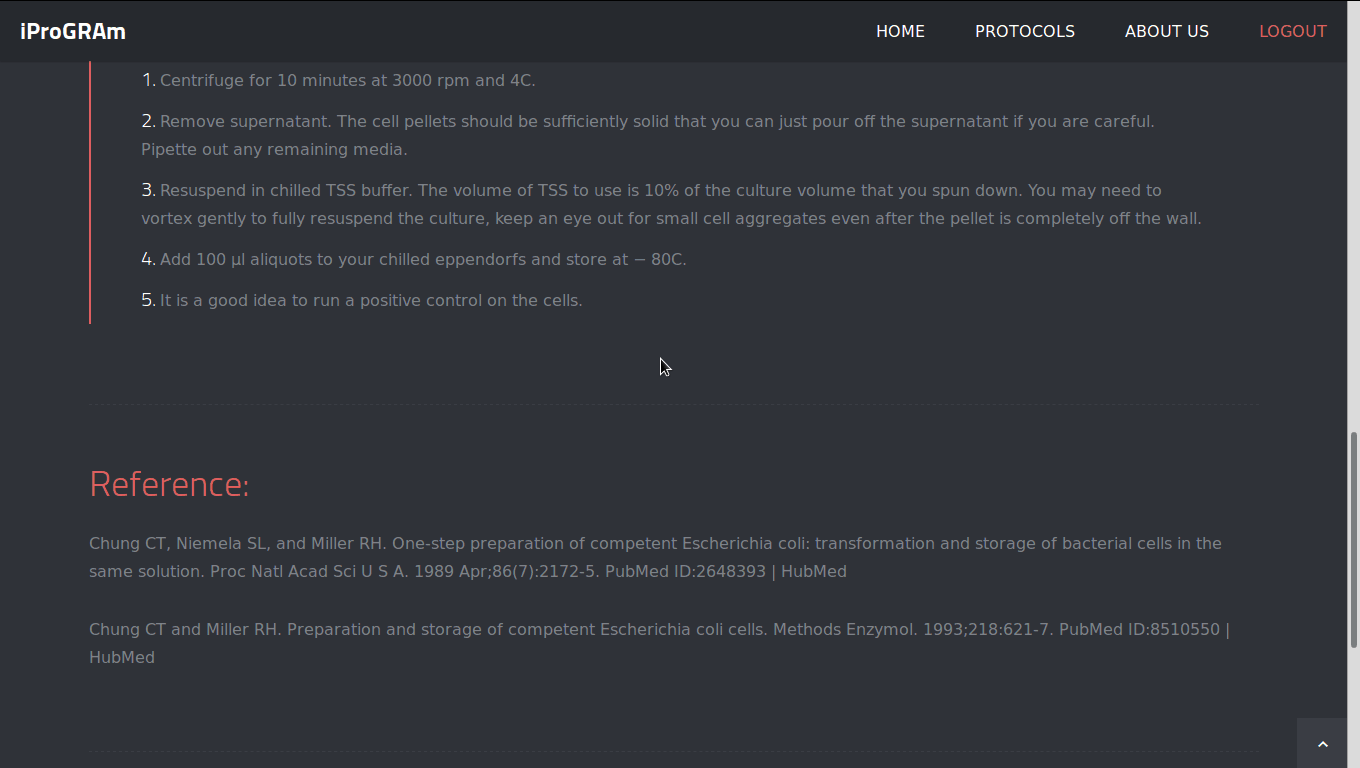 iProGRAm HOME PROTOCOLS ABOUT US LOGOUT
1. Centrifuge for 10 minutes at 3000 rpm and 4C.
2. Remove supernatant. The cell pellets should be sufficiently solid that you can just pour off the supernatant if you are careful.
Pipette out any remaining media.
3. Resuspend in chilled TSS buffer. The volume of TSS to use is 10% of the culture volume that you spun down. You may need to
vortex gently to fully resuspend the culture, keep an eye out for small cell aggregates even after the pellet is completely off the wall.
4. Add 100 µl aliquots to your chilled eppendorfs and store at − 80C.
5. It is a good idea to run a positive control on the cells.
Reference:
Chung CT, Niemela SL, and Miller RH. One-step preparation of competent Escherichia coli: transformation and storage of bacterial cells in the
same solution. Proc Natl Acad Sci U S A. 1989 Apr;86(7):2172-5. PubMed ID:2648393 | HubMed
Chung CT and Miller RH. Preparation and storage of competent Escherichia coli cells. Methods Enzymol. 1993;218:621-7. PubMed ID:8510550 |
HubMed